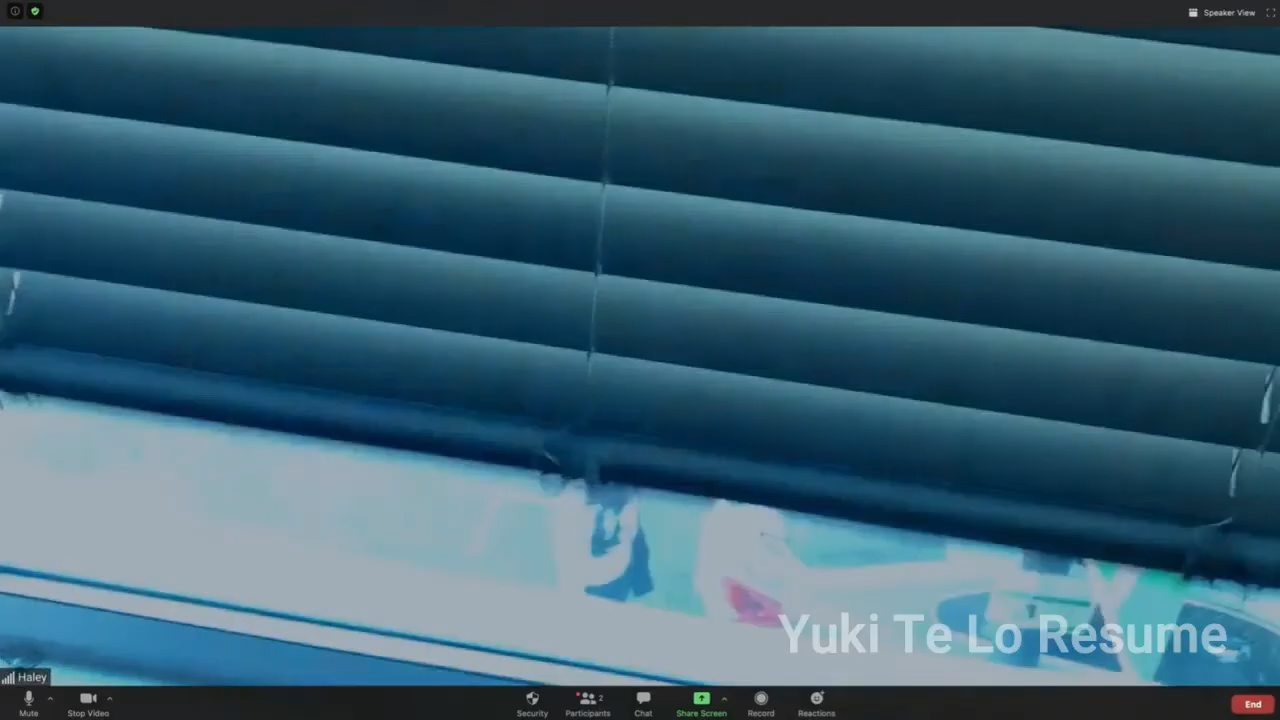 Speaker View
Yuki Te Lo Resume
Haley
Mute
Stop Video
Security
Participants
2
Chat
Share Screen
Record
Reactions
End